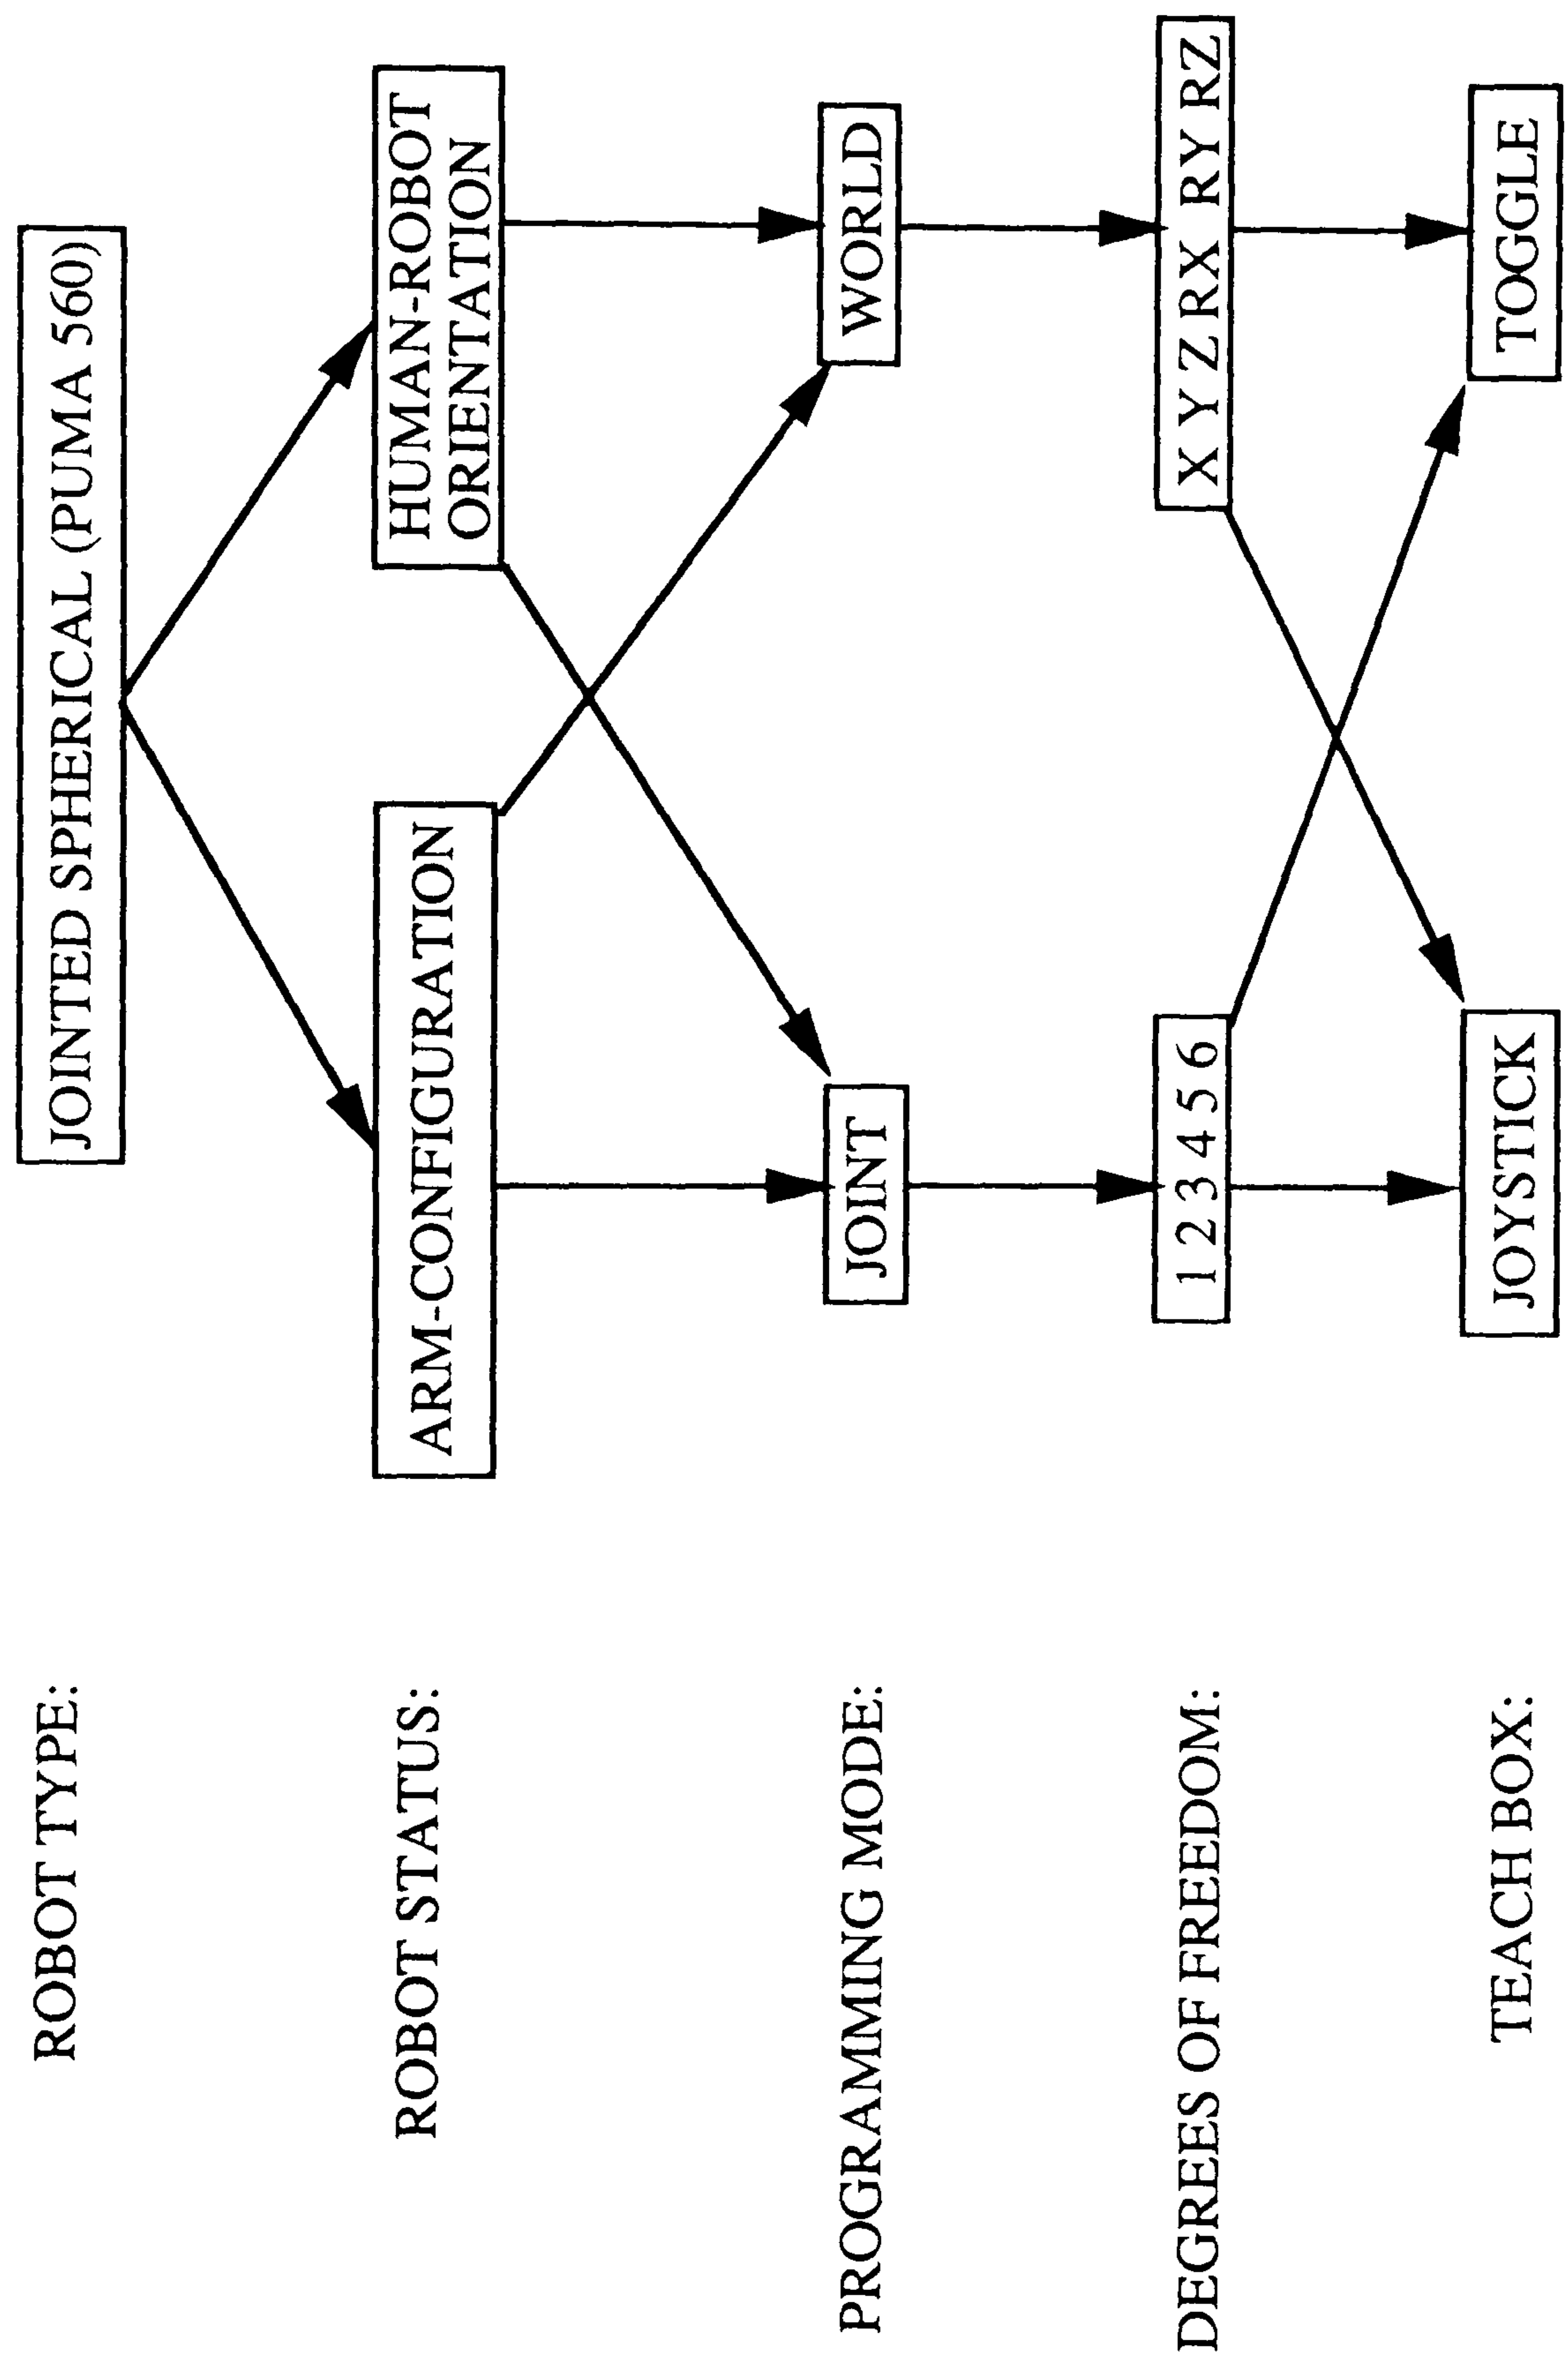 ROBOT TYPE:
JOINTED SPHERICAL (PUMA 560)
ROBOT STATUS:
ARM-CONFIGURATION
HUMAN-ROBOT
ORIENTATION
PROGRAMMING MODE:
JOINT
WORLD
DEGREES OF FREEDOM:
1 2 3 4 5 6
X Y Z RX RY RZ
TEACH BOX:
JOYSTICK
TOGGLE